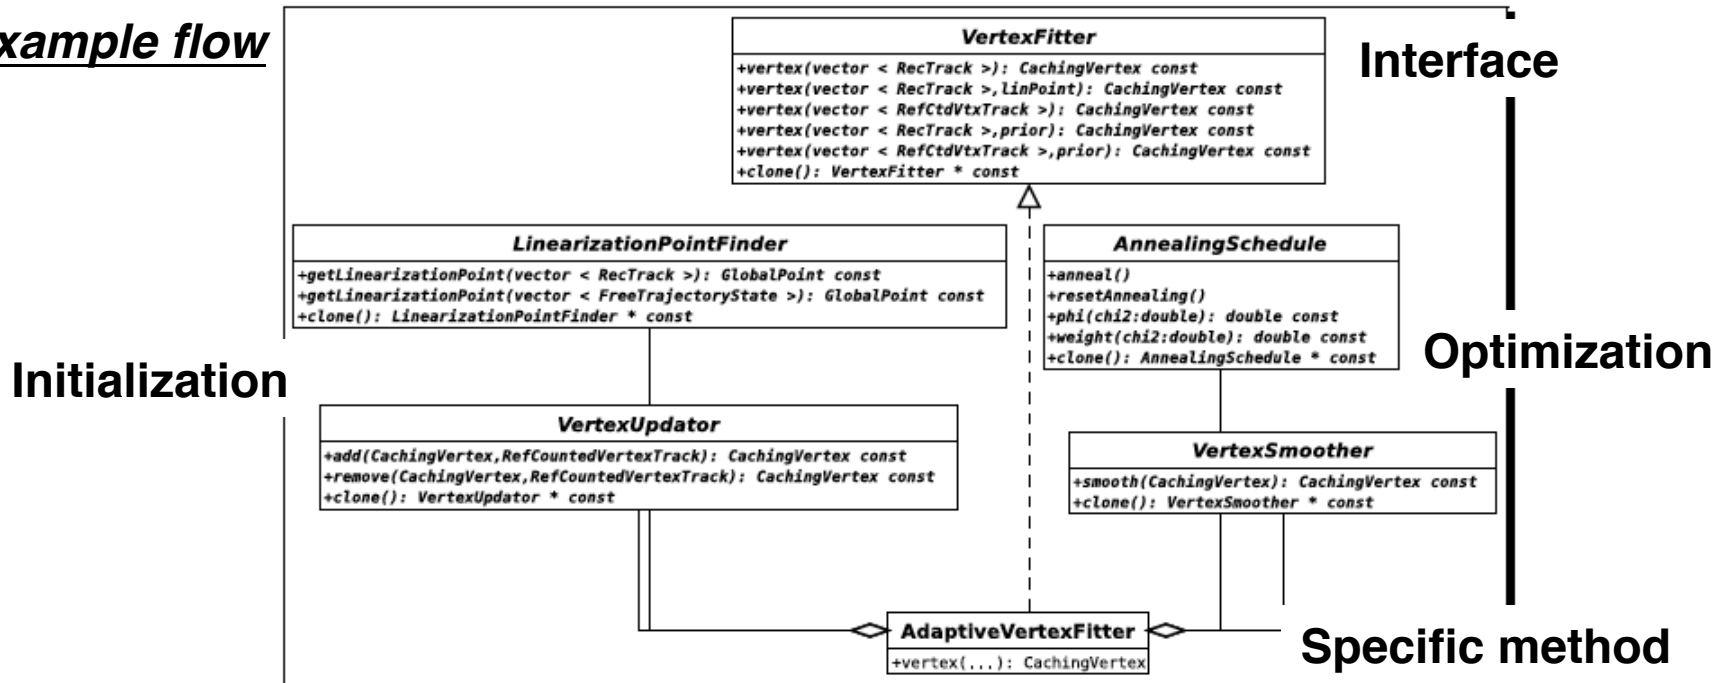 xample flow
VertexFitter
Interface
+vertex(vector < RecTrack >): CachingVertex const
+vertex(vector < RecTrack >,linPoint): CachingVertex const
+vertex(vector < RefCtdVtxTrack >): CachingVertex const
+vertex(vector < RecTrack >,prior): CachingVertex const
+vertex(vector < RefCtdVtxTrack >,prior): CachingVertex const
+clone(): VertexFitter * const
LinearizationPointFinder
+getLinearizationPoint(vector < RecTrack >): GlobalPoint const
+getLinearizationPoint(vector < FreeTrajectoryState >): GlobalPoint const
+clone(): LinearizationPointFinder * const
AnnealingSchedule
+anneal()
+resetAnnealing()
+phi(chi2:double): double const
+weight(chi2:double): double const
+clone(): AnnealingSchedule * const
Optimization
Initialization
VertexUpdator
+add(CachingVertex,RefCountedVertexTrack): CachingVertex const
+remove(CachingVertex,RefCountedVertexTrack): CachingVertex const
+clone(): VertexUpdator * const
VertexSmoother
+smooth(CachingVertex): CachingVertex const
+clone(): VertexSmoother * const
AdaptiveVertexFitter
+vertex(...): CachingVertex
Specific method